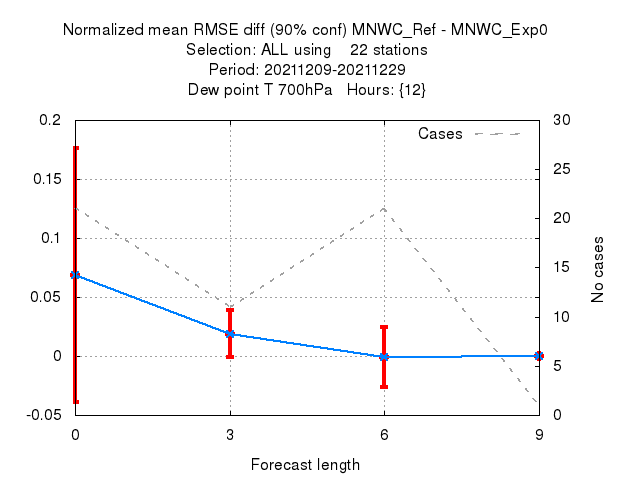 Normalized mean RMSE diff (90% conf) MNWC_Ref - MNWC_Exp0
Selection: ALL using    22 stations
Period: 20211209-20211229
Dew point T 700hPa   Hours: {12}
Cases
0.2
0.15
0.1
0.05
0
-0.05
30
25
20
15
10
5
0
No cases
0
3
6
9
Forecast length